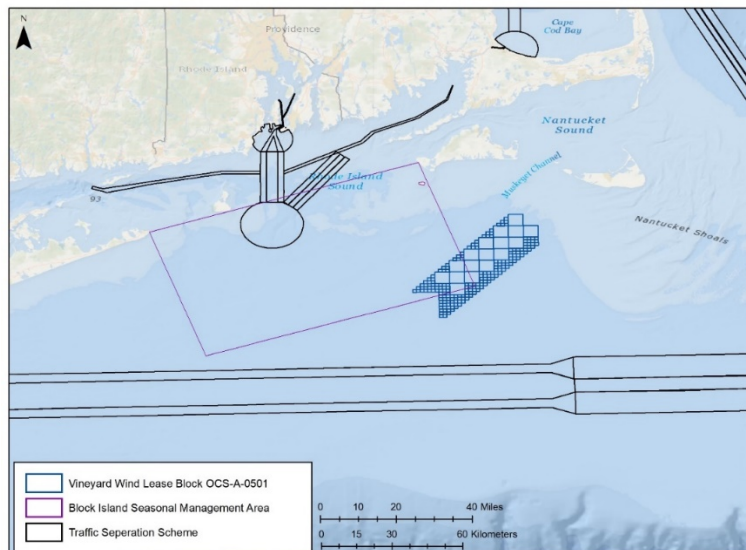 N
Providence
Cape
Cod Bay
Rhode Island
Nantucket
Sound
Rhode Island
Sound
Muskeget Channel
93
Nantucket Shoals
Vineyard Wind Lease Block OCS-A-0501
Block Island Seasonal Management Area
Traffic Seperation Scheme
0 10 20 40 Miles
0 15 30 60 Kilometers